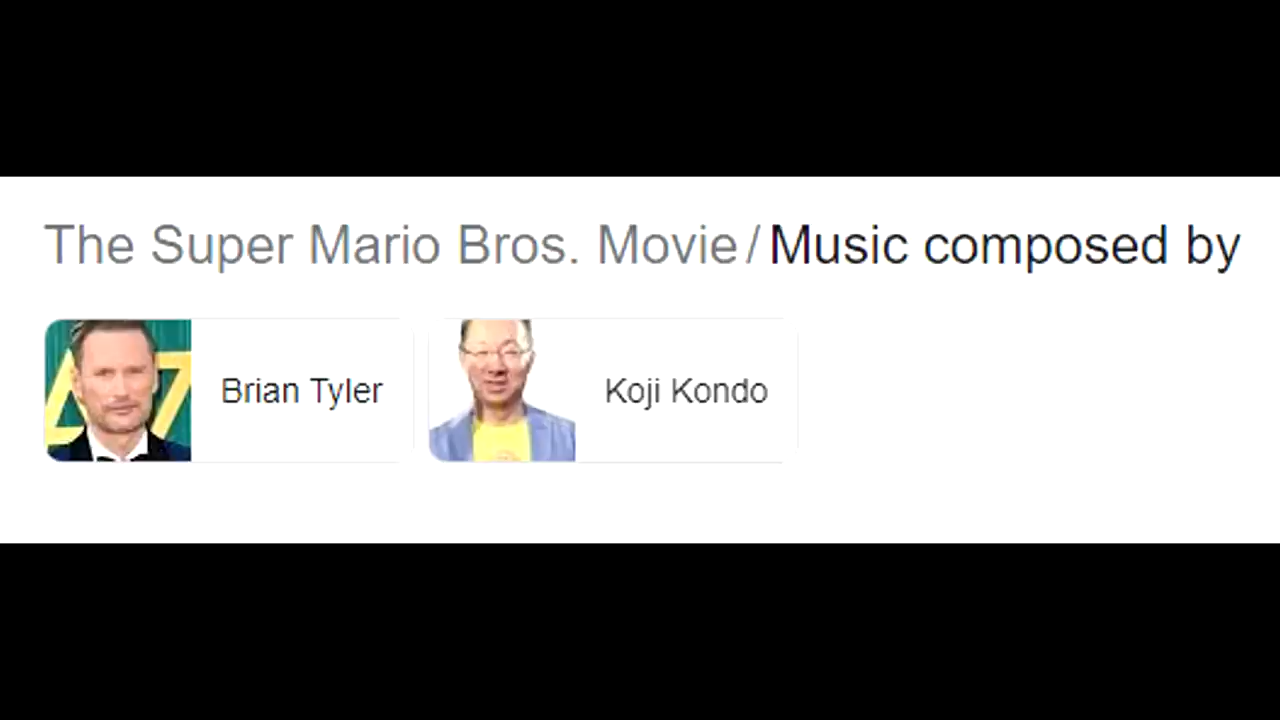 The Super Mario Bros. Movie / Music composed by
Brian Tyler
Koji Kondo